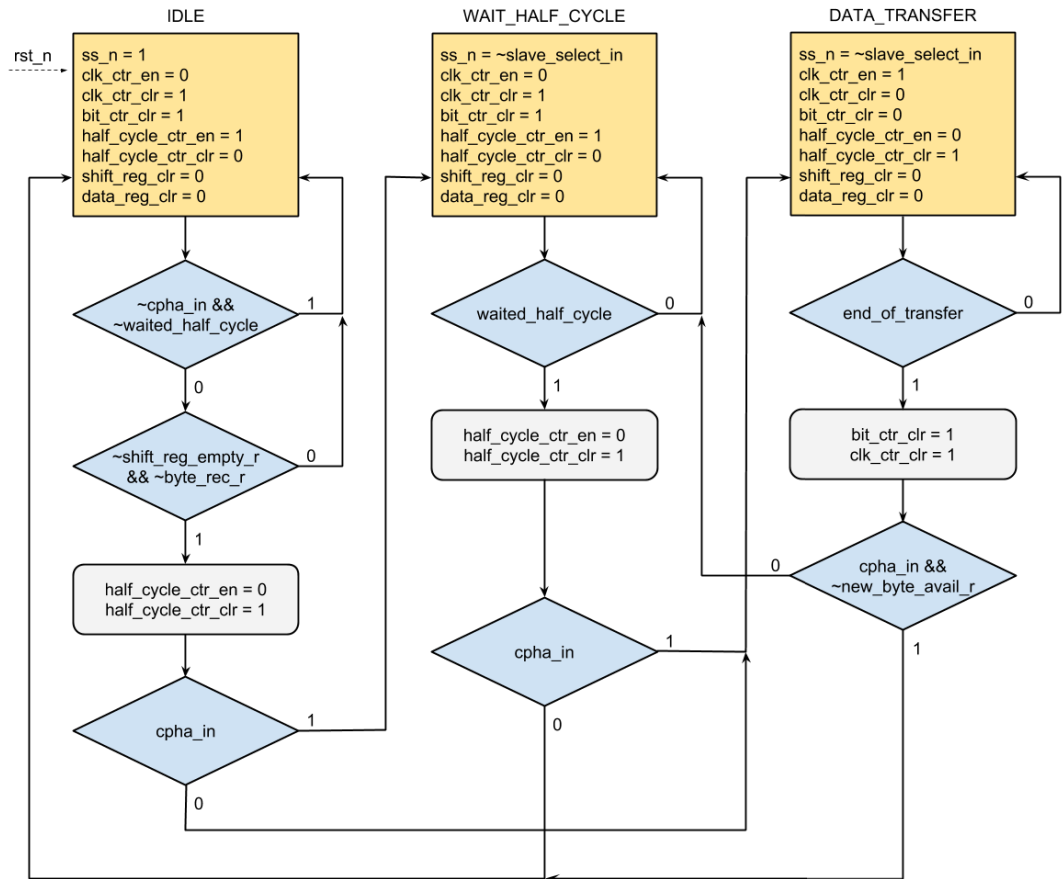 IDLE
WAIT_HALF_CYCLE
DATA_TRANSFER
rst_n
ss_n = 1
clk_ctr_en = 0
clk_ctr_clr = 1
bit_ctr_clr = 1
half_cycle_ctr_en = 1
half_cycle_ctr_clr = 0
shift_reg_clr = 0
data_reg_clr = 0
~cpha_in &&
~waited_half_cycle
1
0
~shift_reg_empty_r
&& ~byte_rec_r
0
1
half_cycle_ctr_en = 0
half_cycle_ctr_clr = 1
cpha_in
1
0
ss_n = ~slave_select_in
clk_ctr_en = 0
clk_ctr_clr = 1
bit_ctr_clr = 1
half_cycle_ctr_en = 1
half_cycle_ctr_clr = 0
shift_reg_clr = 0
data_reg_clr = 0
waited_half_cycle
0
1
half_cycle_ctr_en = 0
half_cycle_ctr_clr = 1
cpha_in
1
0
ss_n = ~slave_select_in
clk_ctr_en = 1
clk_ctr_clr = 0
bit_ctr_clr = 0
half_cycle_ctr_en = 0
half_cycle_ctr_clr = 1
shift_reg_clr = 0
data_reg_clr = 0
end_of_transfer
0
1
bit_ctr_clr = 1
clk_ctr_clr = 1
cpha_in &&
~new_byte_avail_r
0
1